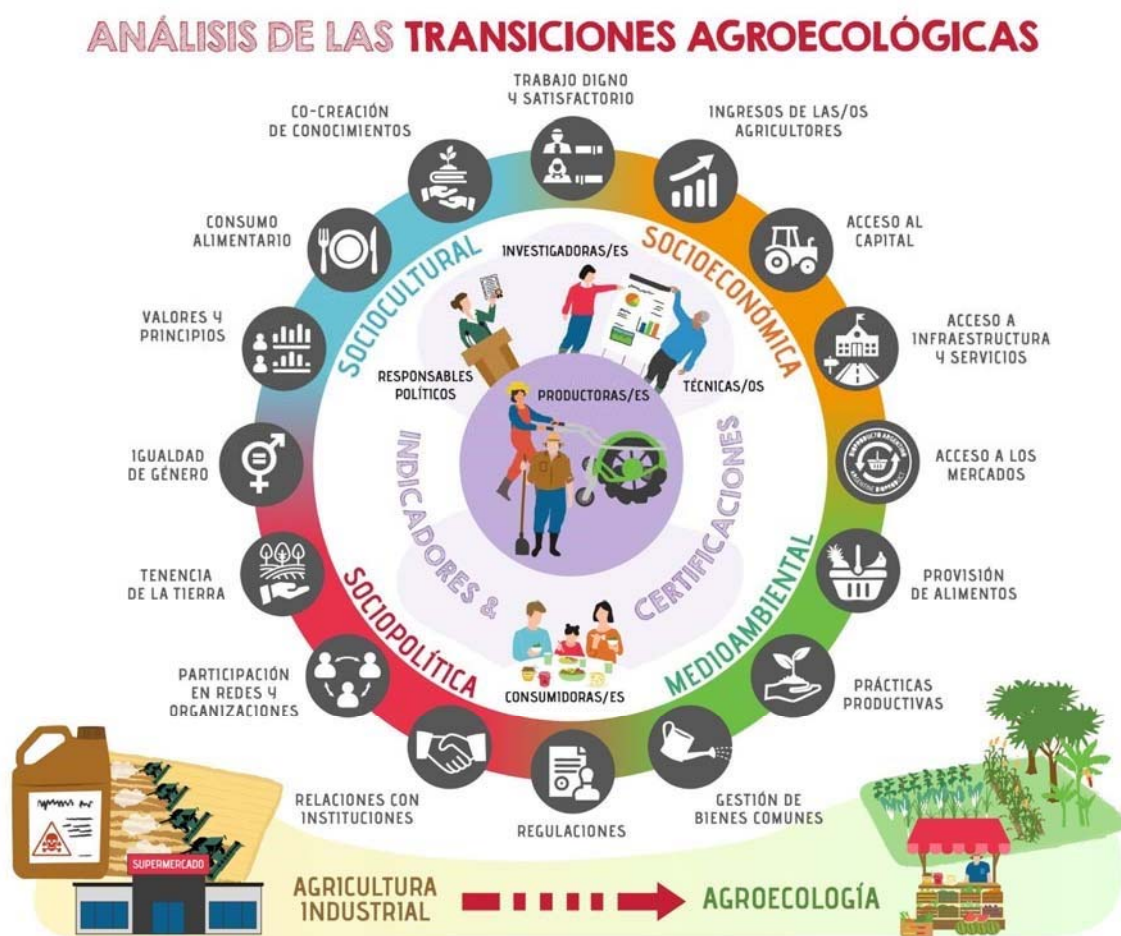 ANÁLISIS DE LAS TRANSICIONES AGROECOLÓGICAS
TRABAJO DIGNO
Y SATISFACTORIO
INGRESOS DE LAS/OS
AGRICULTORES
ACCESO AL
CAPITAL
ACCESO A
INFRAESTRUCTURA
Y SERVICIOS
ACCESO A LOS
MERCADOS
PROVISIÓN
DE ALIMENTOS
PRÁCTICAS
PRODUCTIVAS
GESTIÓN DE
BIENES COMUNES
REGULACIONES
RELACIONES CON
INSTITUCIONES
PARTICIPACIÓN
EN REDES Y
ORGANIZACIONES
TENENCIA
DE LA TIERRA
IGUALDAD
DE GÉNERO
VALORES Y
PRINCIPIOS
CONSUMO
ALIMENTARIO
CO-CREACIÓN
DE CONOCIMIENTOS
SOCIOCULTURAL
SOCIOECONÓMICA
MEDIOAMBIENTAL
SOCIOPOLÍTICA
INVESTIGADORAS/ES
RESPONSABLES
POLÍTICOS
TÉCNICAS/OS
PRODUCTORAS/ES
INDICADORES &
CERTIFICACIONES
CONSUMIDORAS/ES
SUPERMERCADO
AGRICULTURA
INDUSTRIAL
AGROECOLOGÍA